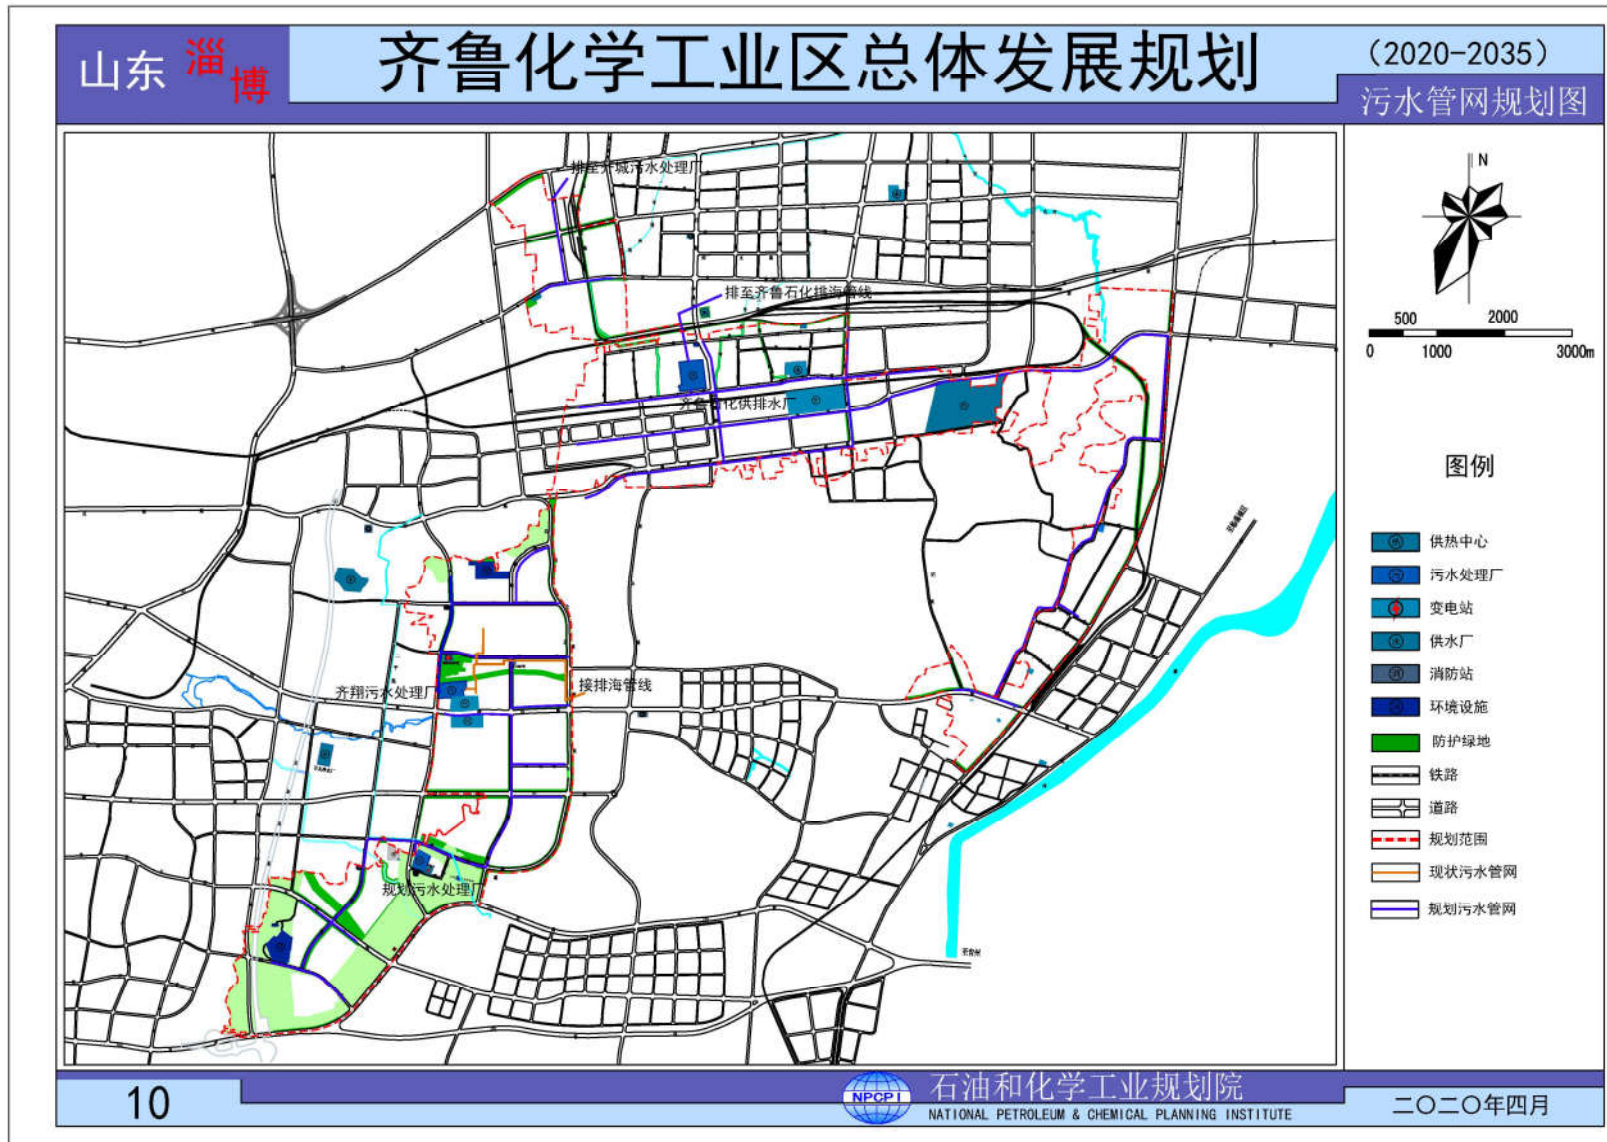 山东 淄博
齐鲁化学工业区总体发展规划
(2020-2035)
污水管网规划图
排至齐城污水处理厂
N
排至齐鲁石化排海管线
500 2000
0 1000 3000m
齐鲁石化供排水厂
图例
供热中心
污水处理厂
变电站
供水厂
消防站
环境设施
防护绿地
铁路
道路
规划范围
现状污水管网
规划污水管网
齐翔污水处理厂
接排海管线
规划污水处理厂
至青州
10
NPCPI
石油和化学工业规划院
NATIONAL PETROLEUM & CHEMICAL PLANNING INSTITUTE
二〇二〇年四月